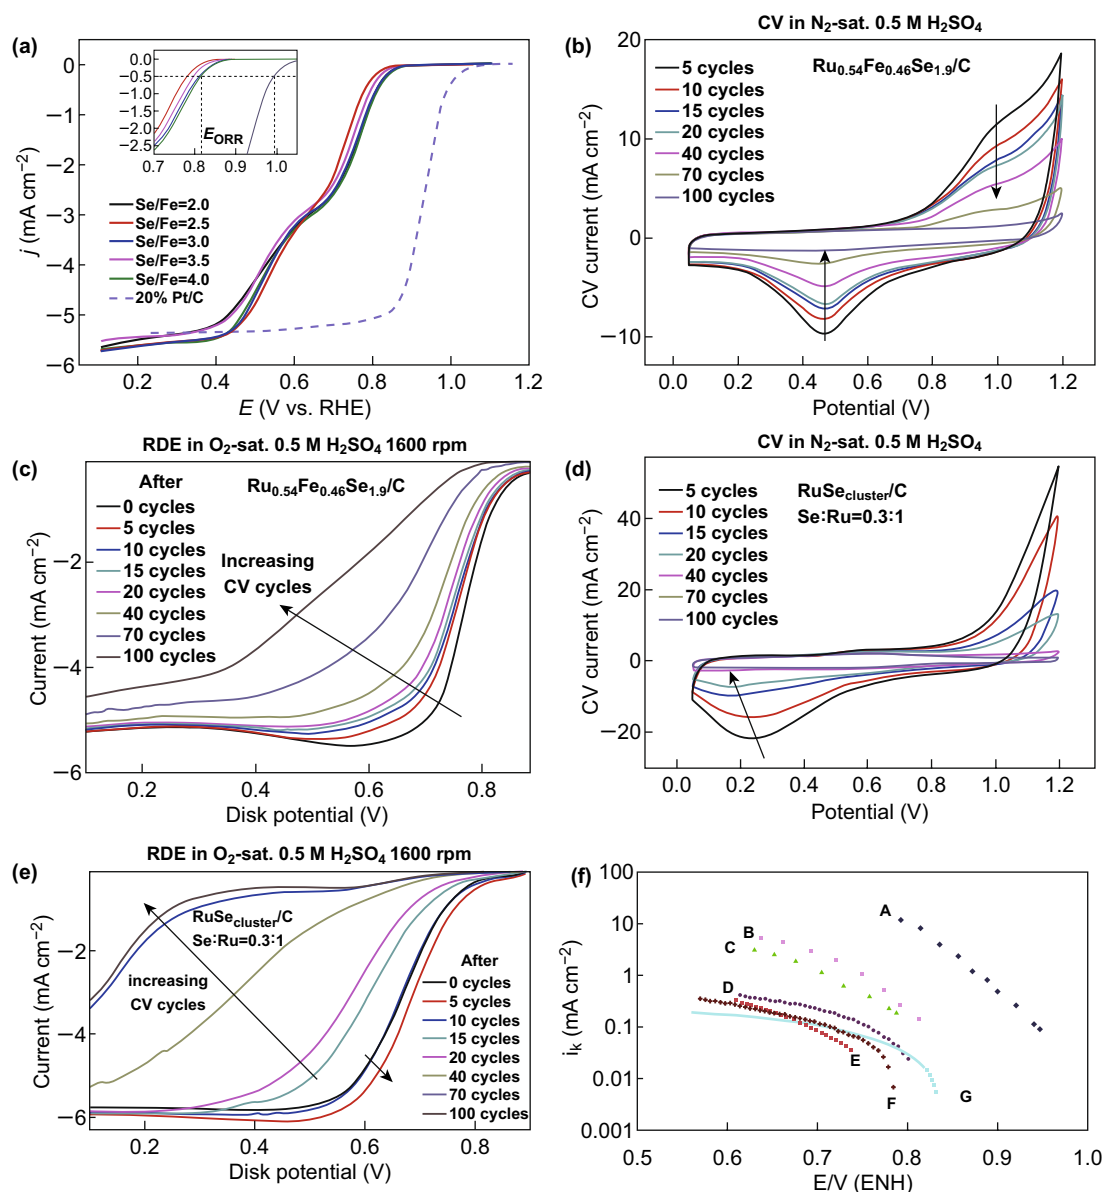 (a)
0.0
−0.5
−1.0
−1.5
−2.0
−2.5
E_ORR
0.7 0.8 0.9 1.0
0
−1
−2
−3
−4
−5
−6
j (mA cm⁻²)
Se/Fe=2.0
Se/Fe=2.5
Se/Fe=3.0
Se/Fe=3.5
Se/Fe=4.0
20% Pt/C
0.2 0.4 0.6 0.8 1.0 1.2
E (V vs. RHE)
CV in N₂-sat. 0.5 M H₂SO₄
(b)
20
10
0
−10
CV current (mA cm⁻²)
5 cycles
10 cycles
15 cycles
20 cycles
40 cycles
70 cycles
100 cycles
Ru₀.₅₄Fe₀.₄₆Se₁.₉/C
0.0 0.2 0.4 0.6 0.8 1.0 1.2
Potential (V)
RDE in O₂-sat. 0.5 M H₂SO₄ 1600 rpm
(c)
−2
−4
−6
Current (mA cm⁻²)
After
0 cycles
5 cycles
10 cycles
15 cycles
20 cycles
40 cycles
70 cycles
100 cycles
Ru₀.₅₄Fe₀.₄₆Se₁.₉/C
Increasing
CV cycles
0.2 0.4 0.6 0.8
Disk potential (V)
CV in N₂-sat. 0.5 M H₂SO₄
(d)
40
20
0
−20
CV current (mA cm⁻²)
5 cycles
10 cycles
15 cycles
20 cycles
40 cycles
70 cycles
100 cycles
RuSe_cluster/C
Se:Ru=0.3:1
0.0 0.2 0.4 0.6 0.8 1.0 1.2
Potential (V)
RDE in O₂-sat. 0.5 M H₂SO₄ 1600 rpm
(e)
−2
−4
−6
Current (mA cm⁻²)
RuSe_cluster/C
Se:Ru=0.3:1
increasing
CV cycles
After
0 cycles
5 cycles
10 cycles
15 cycles
20 cycles
40 cycles
70 cycles
100 cycles
0.2 0.4 0.6 0.8
Disk potential (V)
(f)
100
10
1
0.1
0.01
0.001
i_k (mA cm⁻²)
A
B
C
D
E
F
G
0.5 0.6 0.7 0.8 0.9 1.0
E/V (ENH)